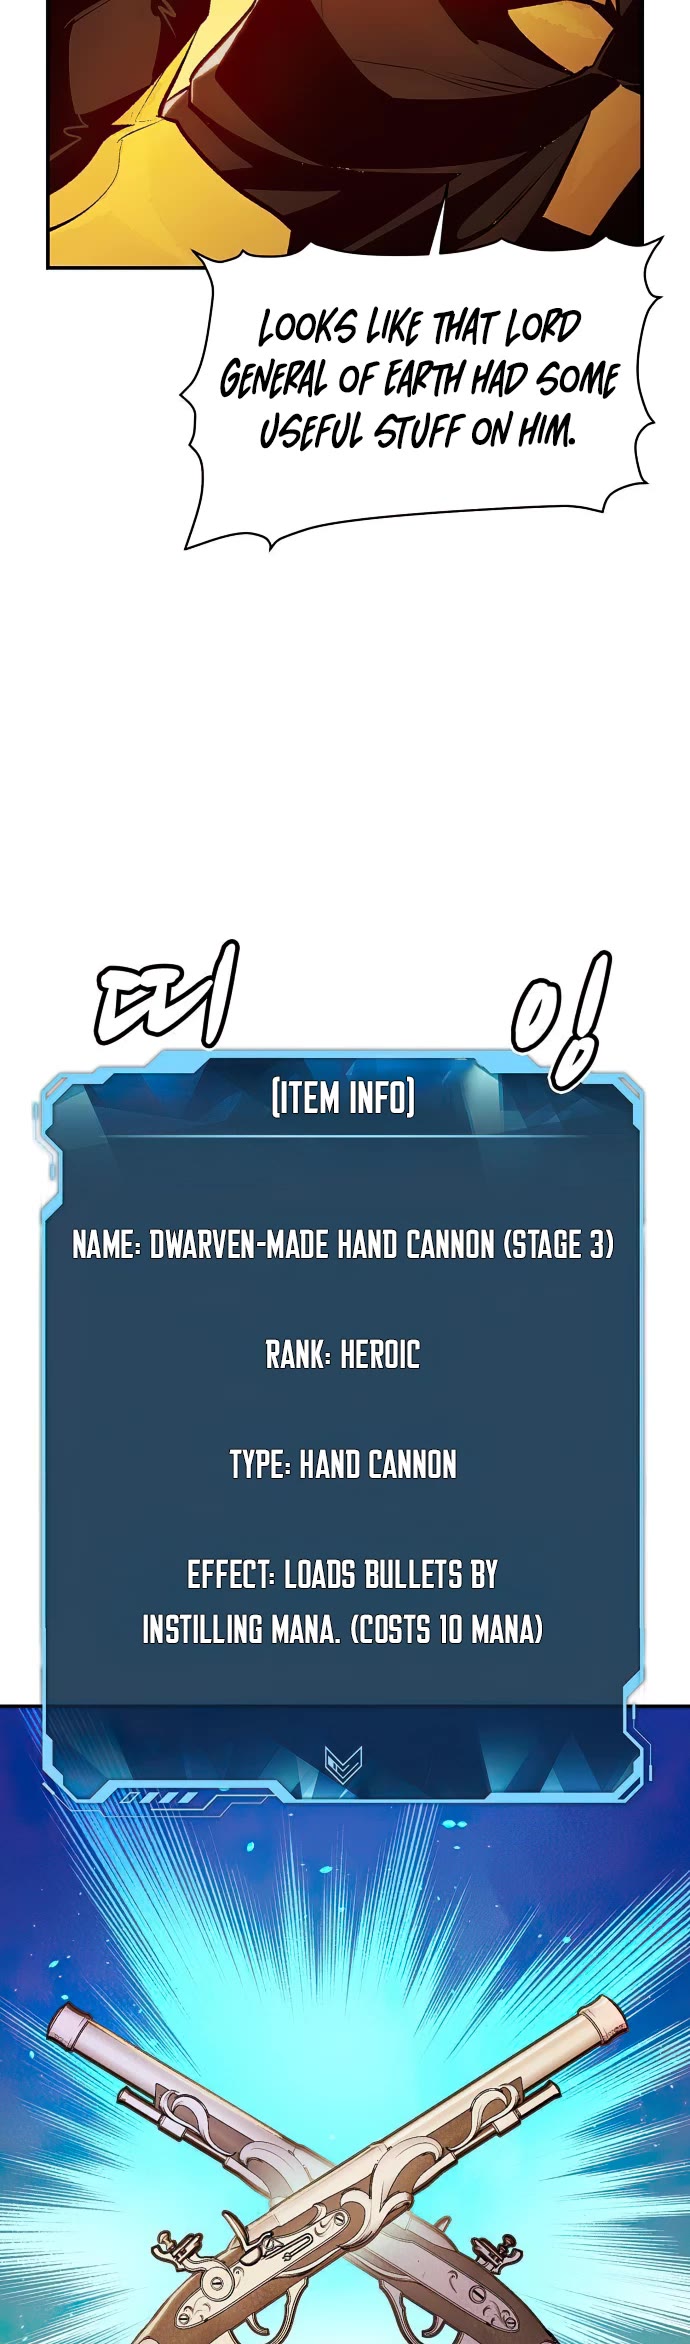 LOOKS LIKE THAT LORD
GENERAL OF EARTH HAD SOME
USEFUL STUFF ON HIM.
띠 이!
[ITEM INFO]
NAME: DWARVEN-MADE HAND CANNON (STAGE 3)
RANK: HEROIC
TYPE: HAND CANNON
EFFECT: LOADS BULLETS BY
INSTILLING MANA. (COSTS 10 MANA)